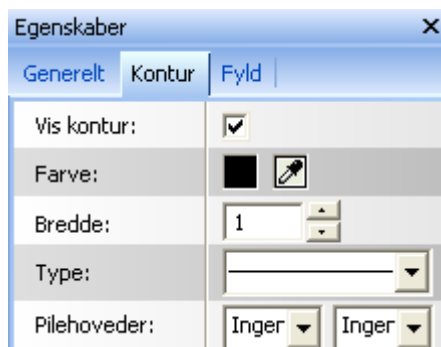 Egenskaber
Generelt Kontur Fyld
Vis kontur:
Farve:
Bredde: 1
Type:
Pilehoveder: Inger Inger